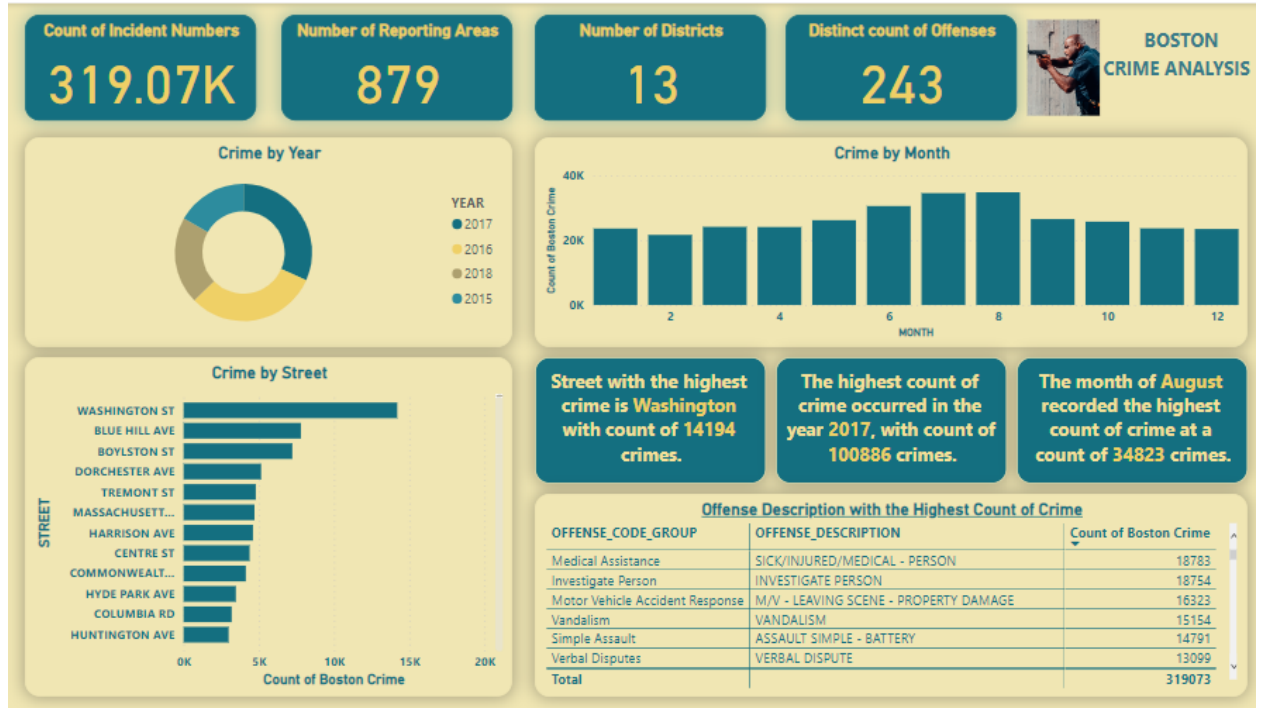 Count of Incident Numbers
319.07K
Number of Reporting Areas
879
Number of Districts
13
Distinct count of Offenses
243
BOSTON
CRIME ANALYSIS
Crime by Year
YEAR
2017
2016
2018
2015
Crime by Month
Count of Boston Crime
40K
20K
0K
2 4 6 8 10 12
MONTH
Crime by Street
STREET
WASHINGTON ST
BLUE HILL AVE
BOYLSTON ST
DORCHESTER AVE
TREMONT ST
MASSACHUSETT...
HARRISON AVE
CENTRE ST
COMMONWEALT...
HYDE PARK AVE
COLUMBIA RD
HUNTINGTON AVE
0K 5K 10K 15K 20K
Count of Boston Crime
Street with the highest
crime is Washington
with count of 14194
crimes.
The highest count of
crime occurred in the
year 2017, with count of
100886 crimes.
The month of August
recorded the highest
count of crime at a
count of 34823 crimes.
Offense Description with the Highest Count of Crime
OFFENSE_CODE_GROUP OFFENSE_DESCRIPTION Count of Boston Crime
Medical Assistance SICK/INJURED/MEDICAL - PERSON 18783
Investigate Person INVESTIGATE PERSON 18754
Motor Vehicle Accident Response M/V - LEAVING SCENE - PROPERTY DAMAGE 16323
Vandalism VANDALISM 15154
Simple Assault ASSAULT SIMPLE - BATTERY 14791
Verbal Disputes VERBAL DISPUTE 13099
Total 319073